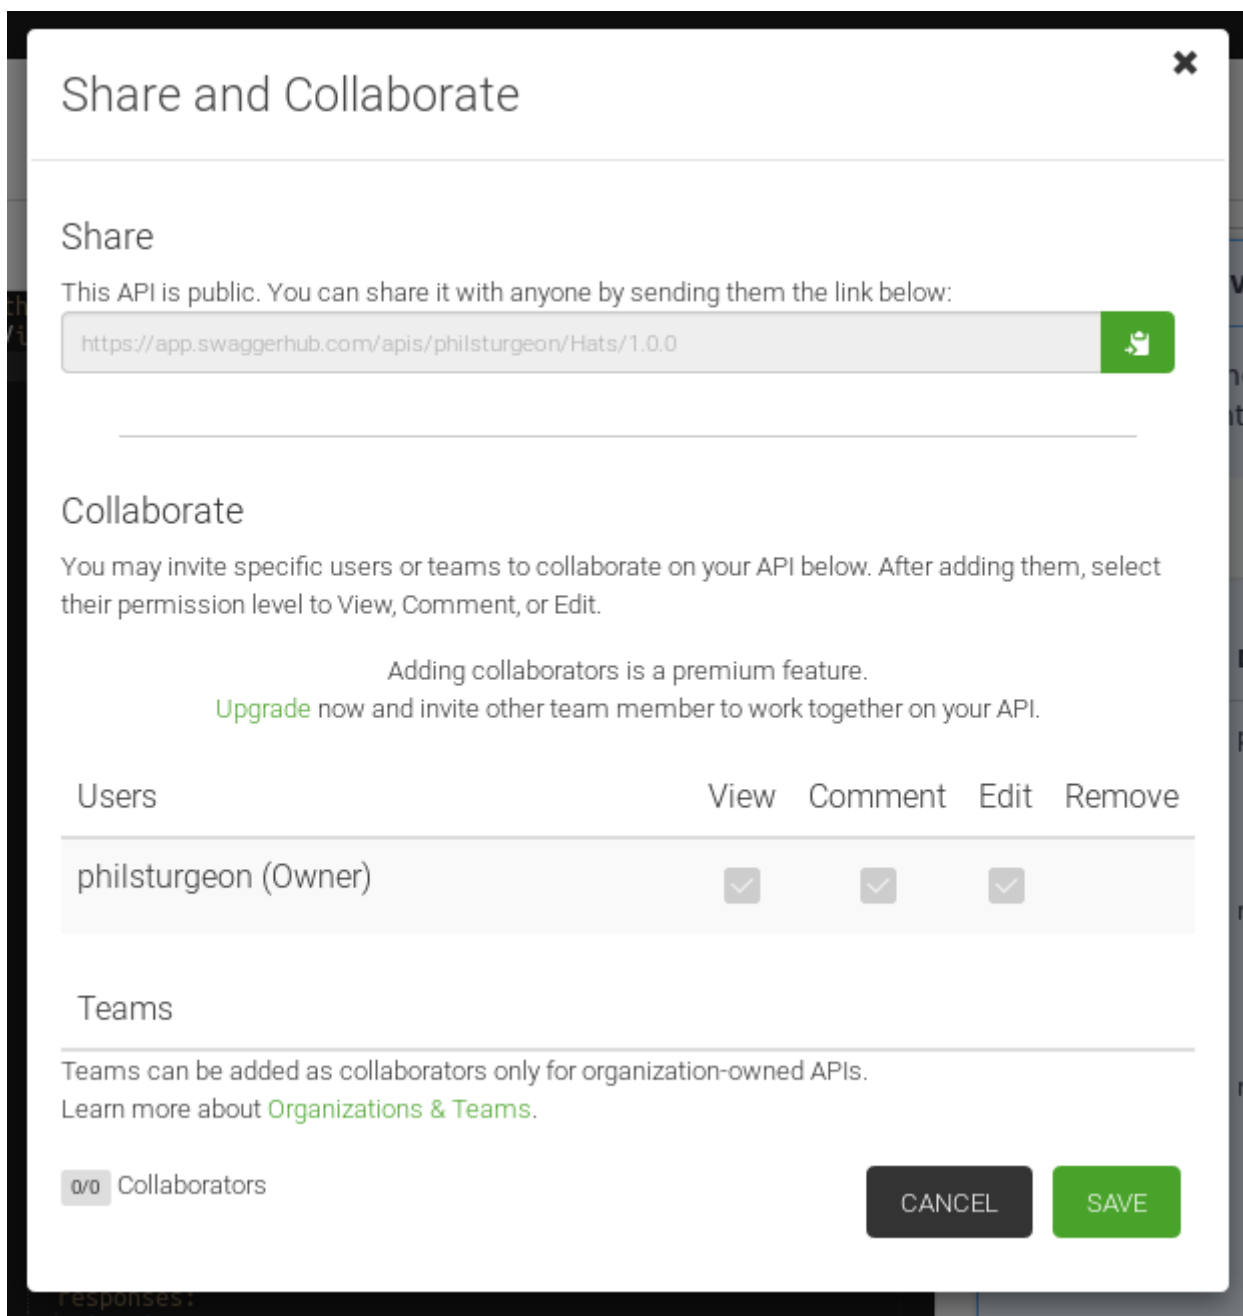 Share and Collaborate
Share
This API is public. You can share it with anyone by sending them the link below:
https://app.swaggerhub.com/apis/philsturgeon/Hats/1.0.0
Collaborate
You may invite specific users or teams to collaborate on your API below. After adding them, select
their permission level to View, Comment, or Edit.
Adding collaborators is a premium feature.
Upgrade now and invite other team member to work together on your API.
Users View Comment Edit Remove
philsturgeon (Owner)
Teams
Teams can be added as collaborators only for organization-owned APIs.
Learn more about Organizations & Teams.
0/0 Collaborators
CANCEL SAVE
responses: